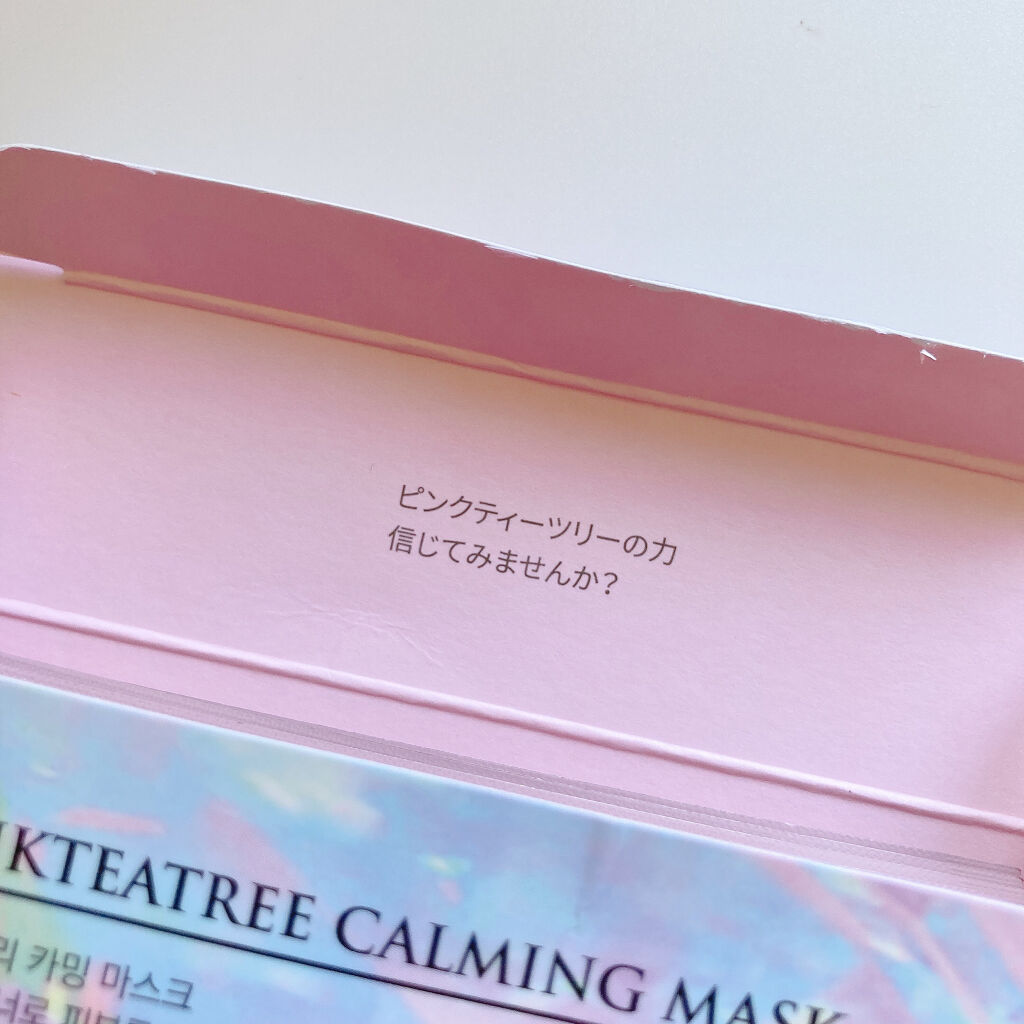 ピンクティーツリーの力
信じてみませんか?
KTEATREE CALMING MASK
카밍 마스크